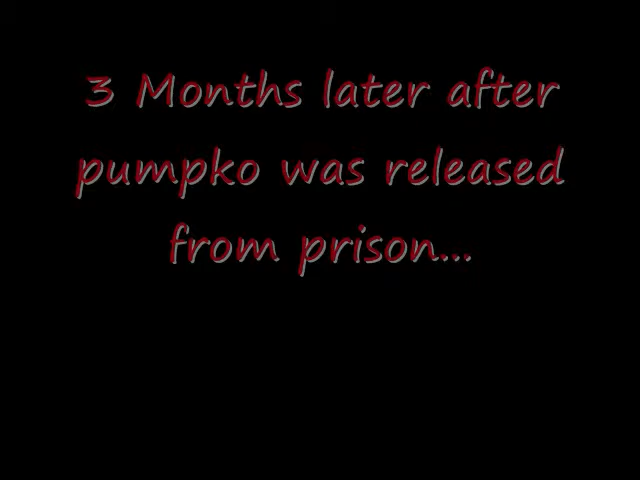 3 Months later after
pumpko was released
from prison...